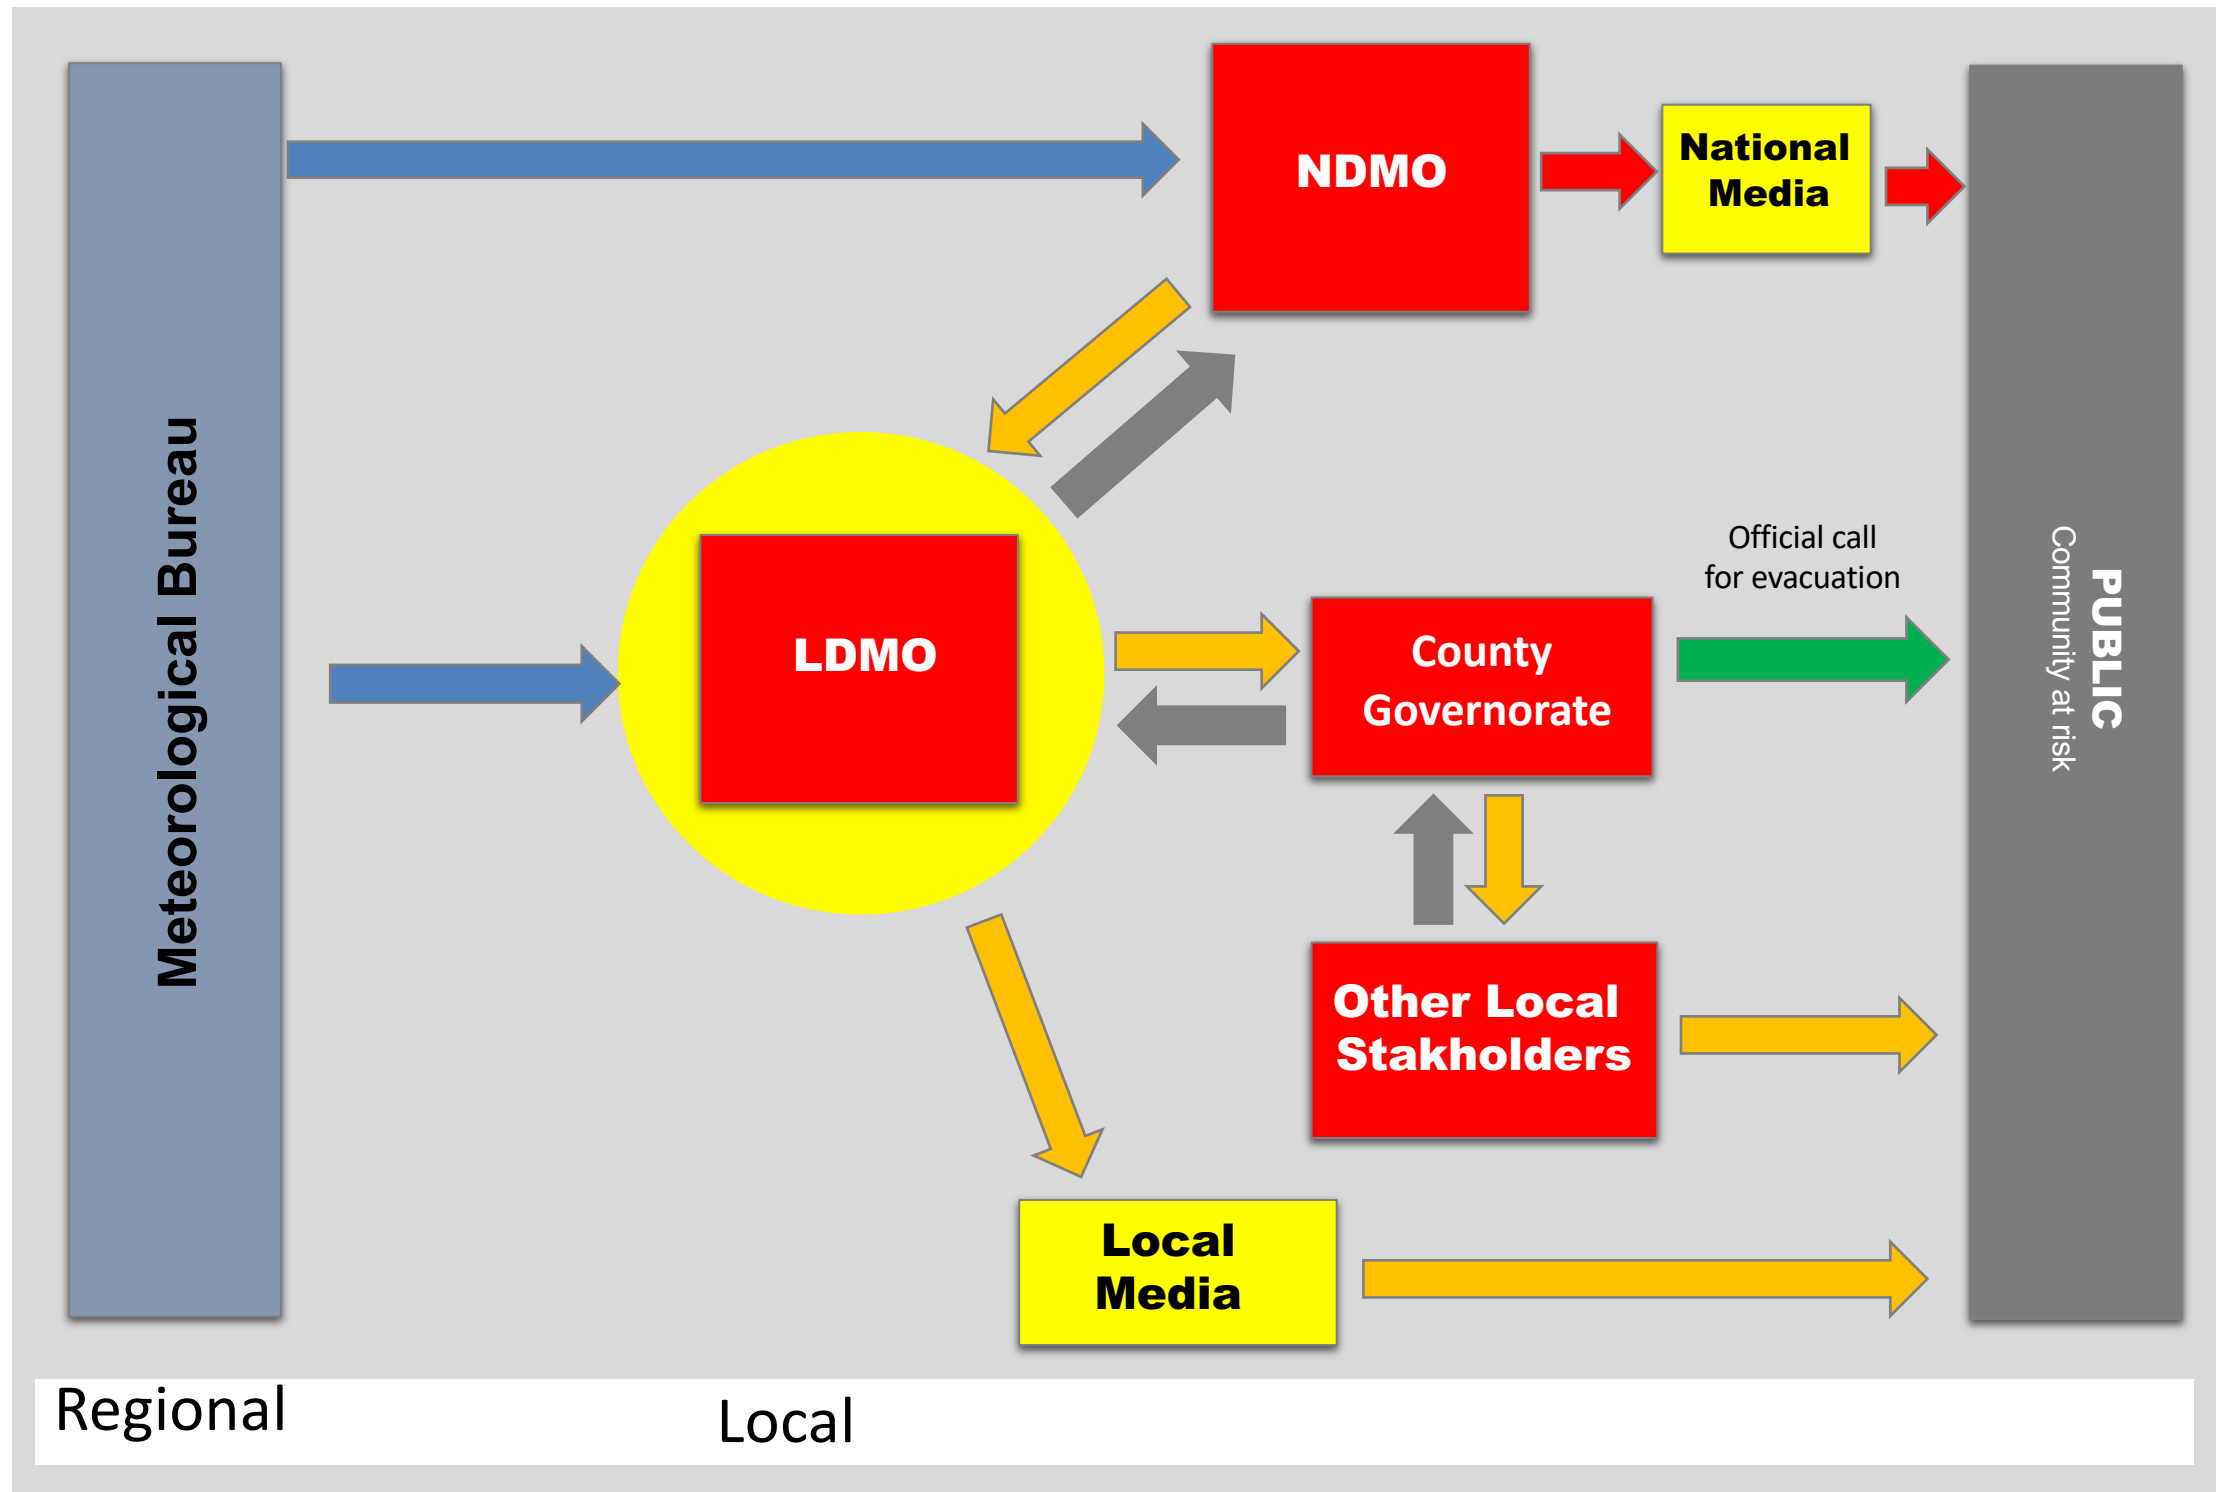 Meteorological Bureau
NDMO
National
Media
LDMO
Official call
for evacuation
County
Governorate
PUBLIC
Community at risk
Other Local
Stakholders
Local
Media
Regional
Local